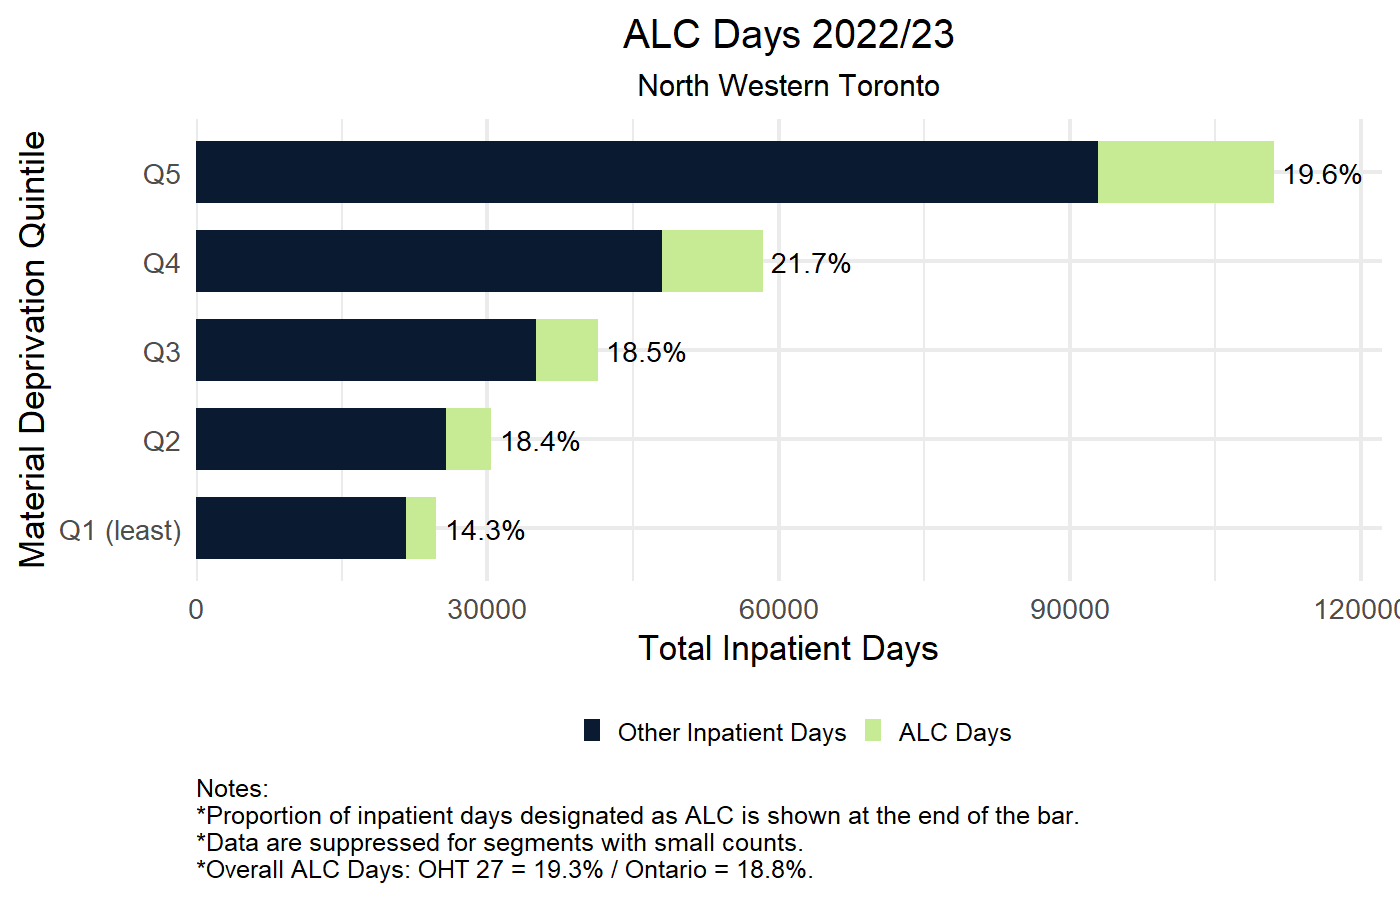 ALC Days 2022/23
North Western Toronto
Material Deprivation Quintile
Q5
19.6%
Q4
21.7%
Q3
18.5%
Q2
18.4%
Q1 (least)
14.3%
0 30000 60000 90000 120000
Total Inpatient Days
Other Inpatient Days ALC Days
Notes:
*Proportion of inpatient days designated as ALC is shown at the end of the bar.
*Data are suppressed for segments with small counts.
*Overall ALC Days: OHT 27 = 19.3% / Ontario = 18.8%.